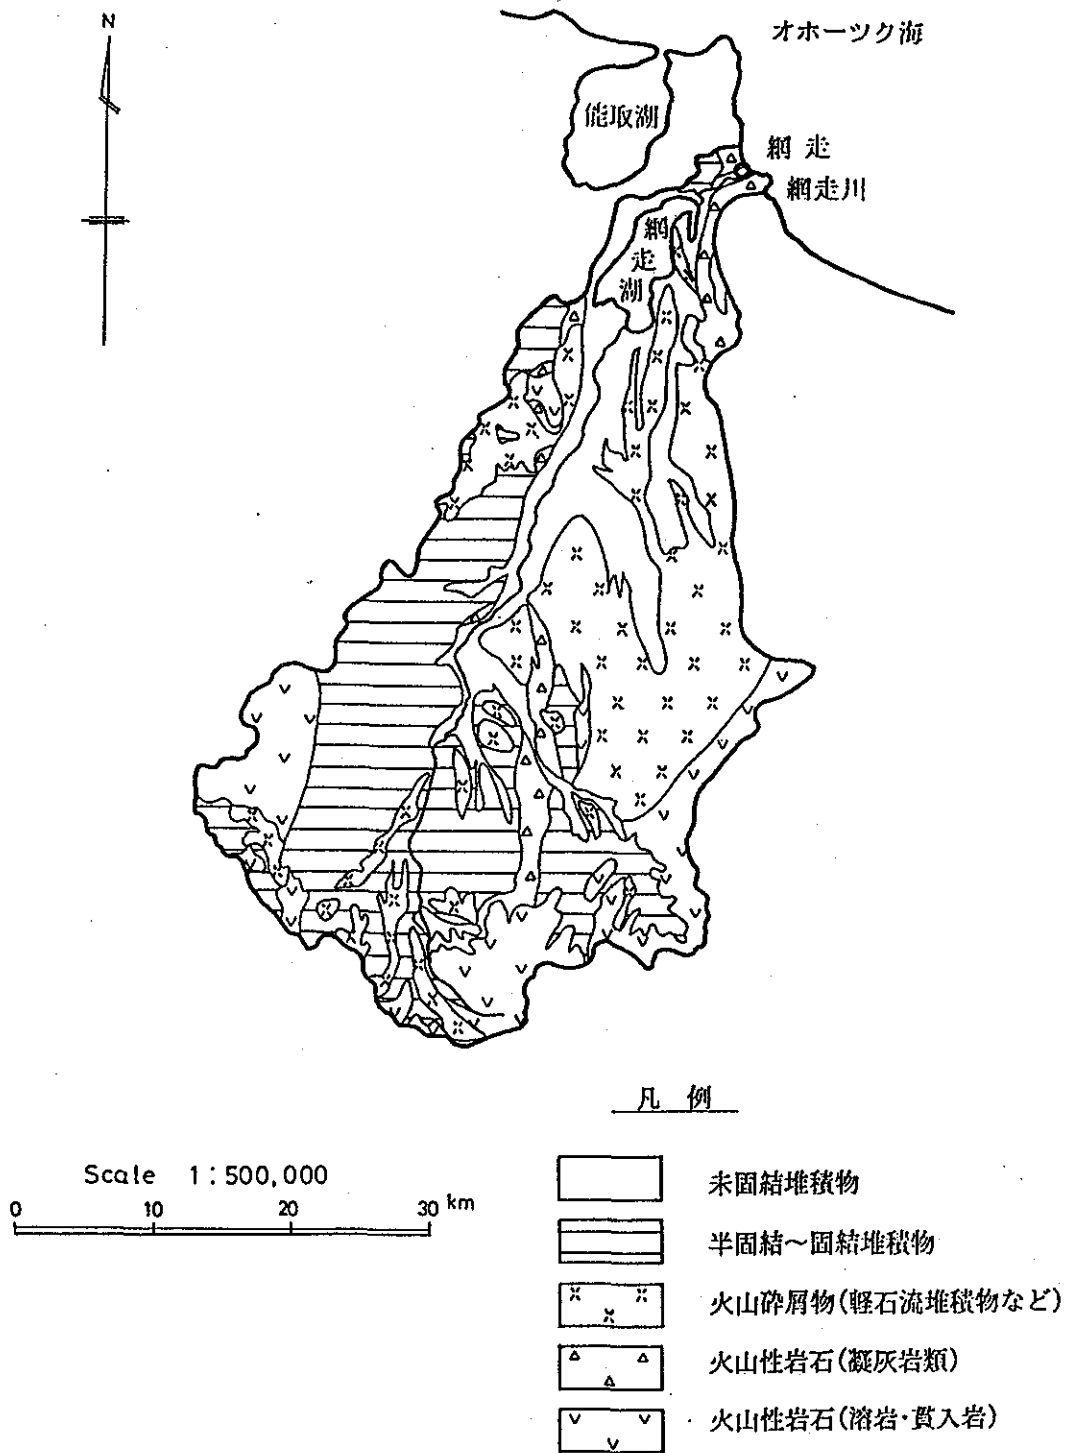 N
オホーツク海
能取湖
網走
網走川
網走湖
凡例
Scale 1:500,000
0 10 20 30 km
未固結堆積物
半固結~固結堆積物
火山砕屑物(軽石流堆積物など)
火山性岩石(凝灰岩類)
火山性岩石(溶岩・貫入岩)